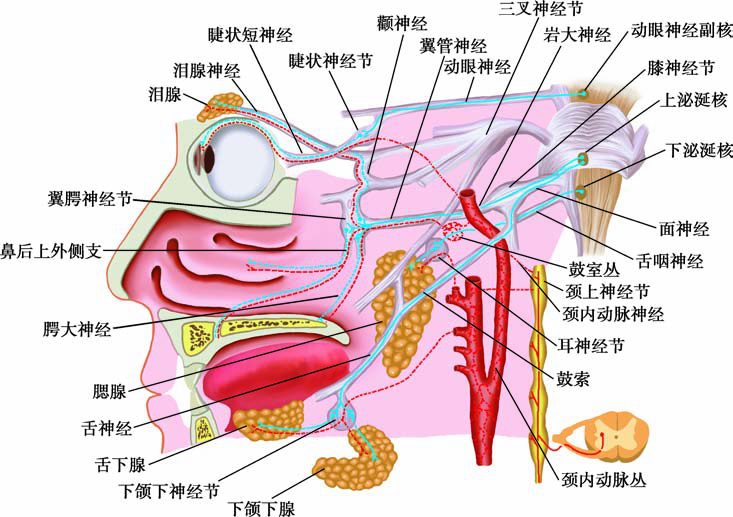 三叉神经节
颧神经
岩大神经
动眼神经副核
睫状短神经
翼管神经
睫状神经节
动眼神经
膝神经节
泪腺神经
泪腺
上泌涎核
下泌涎核
翼腭神经节
面神经
鼻后上外侧支
舌咽神经
鼓室丛
颈上神经节
颈内动脉神经
腭大神经
耳神经节
腮腺
鼓索
舌神经
舌下腺
下颌下神经节
颈内动脉丛
下颌下腺